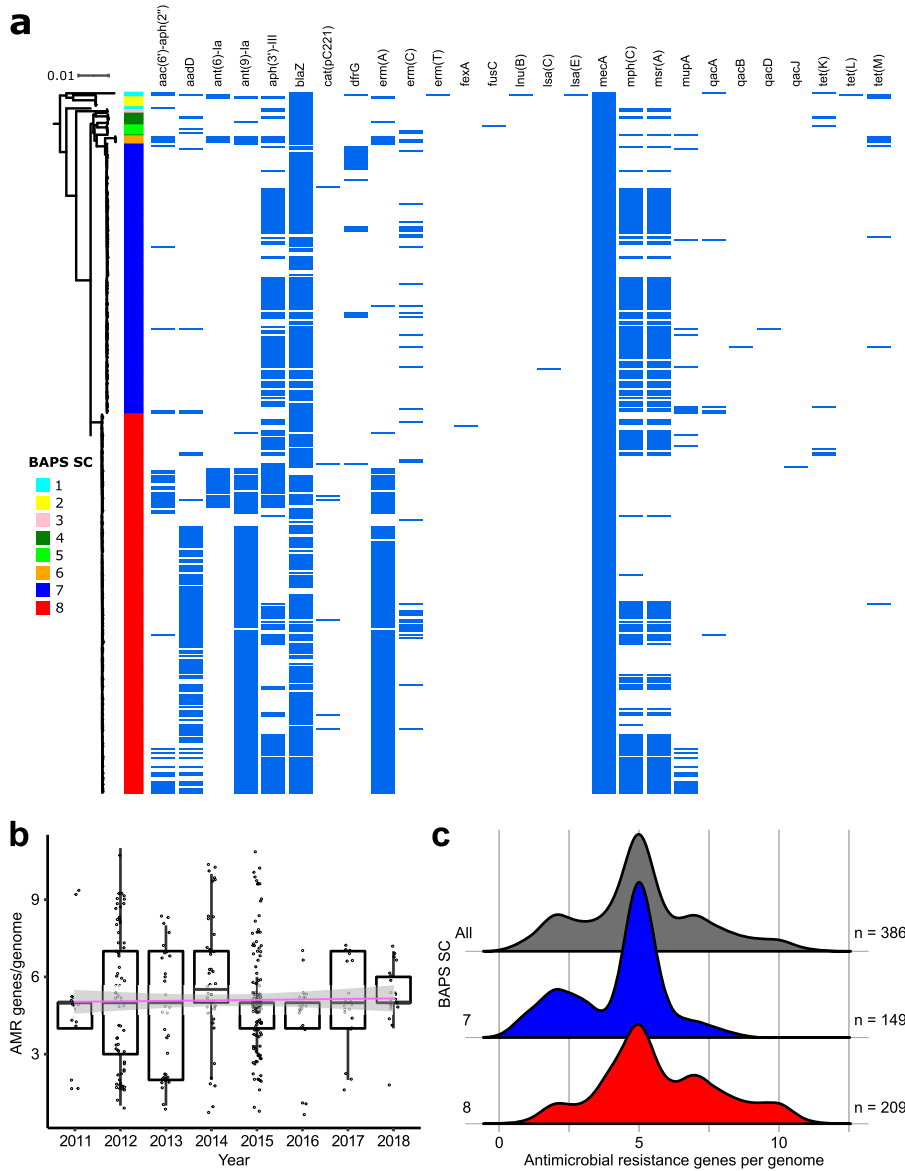 a
aac(6')-aph(2'')
aadD
ant(6)-Ia
ant(9)-Ia
aph(3')-III
blaZ
cat(pC221)
dfrG
erm(A)
erm(C)
erm(T)
fexA
fusC
lnu(B)
lsa(C)
lsa(E)
mecA
mph(C)
msr(A)
mupA
qacA
qacB
qacD
qacJ
tet(K)
tet(L)
tet(M)
0.01
BAPS SC
1
2
3
4
5
6
7
8
b
AMR genes/genome
9
6
3
2011 2012 2013 2014 2015 2016 2017 2018
Year
c
BAPS SC
All n = 386
7 n = 149
8 n = 209
0 5 10
Antimicrobial resistance genes per genome